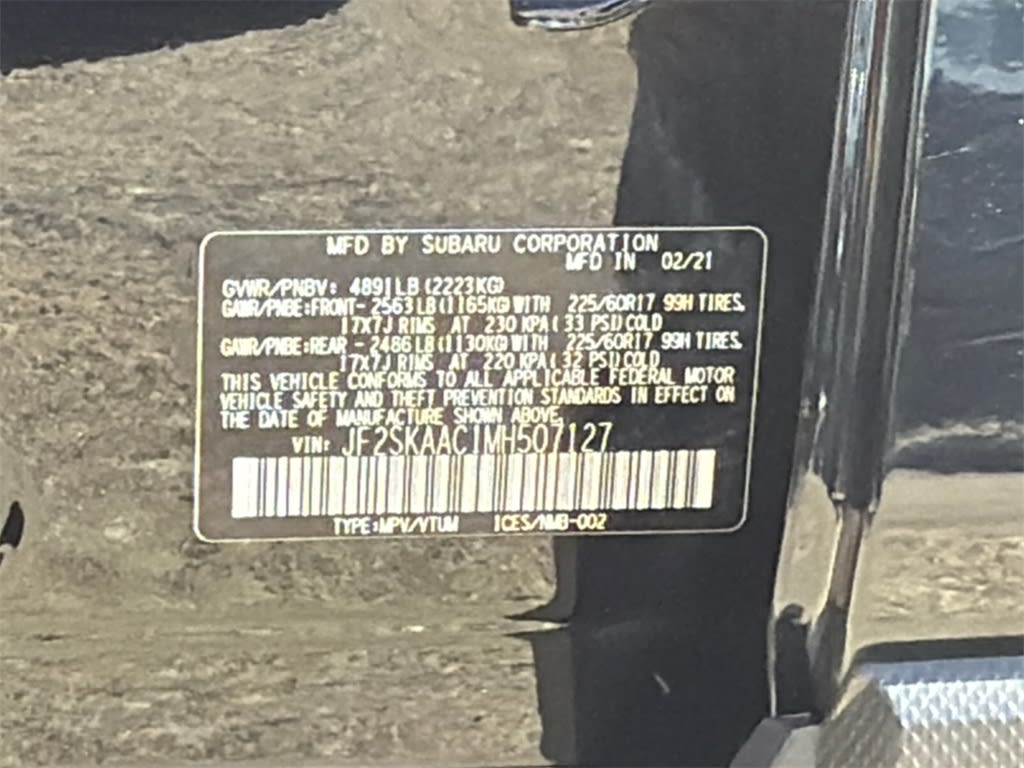 MFD BY SUBARU CORPORATION
MFD IN 02/21
GVWR/PNBV: 4891LB(2223KG)
GAWR/PNBE:FRONT- 2563LB(1165KG)WITH 225/60R17 99H TIRES,
17X7J RIMS AT 230 KPA(33 PSI)COLD
GAWR/PNBE:REAR - 2486LB(1130KG)WITH 225/60R17 99H TIRES,
17X7J RIMS AT 220 KPA(32 PSI)COLD
THIS VEHICLE CONFORMS TO ALL APPLICABLE FEDERAL MOTOR
VEHICLE SAFETY AND THEFT PREVENTION STANDARDS IN EFFECT ON
THE DATE OF MANUFACTURE SHOWN ABOVE,
VIN: JF2SKAAC1MH507127
TYPE:MPV/VTUM ICES/NMB-002